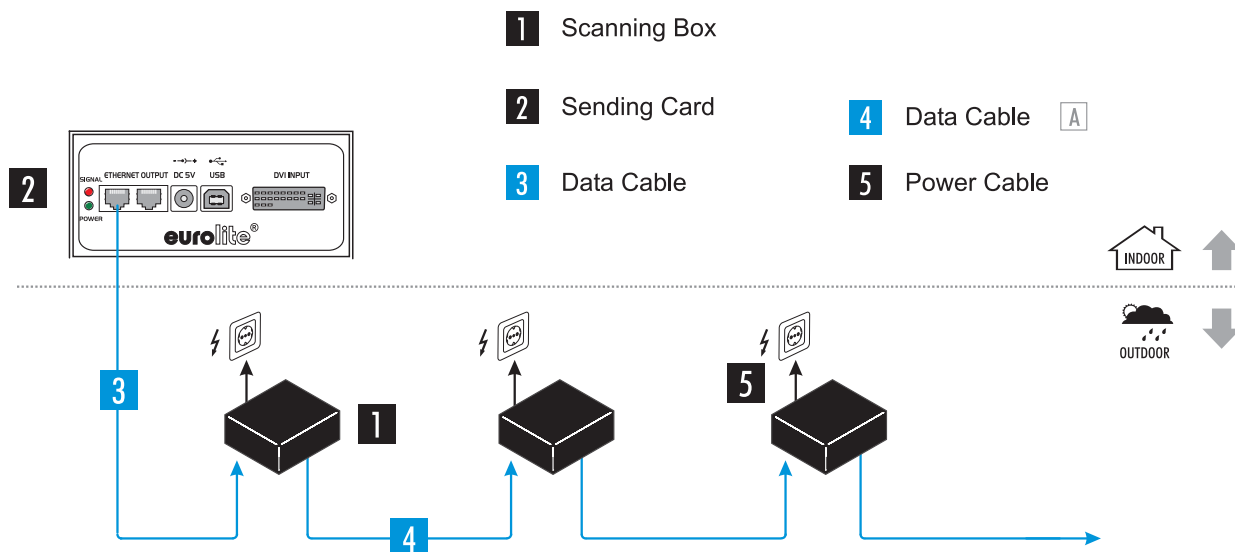 1 Scanning Box
2 Sending Card
4 Data Cable A
3 Data Cable
5 Power Cable
2
SIGNAL ETHERNET OUTPUT DC 5V USB DVI INPUT
POWER
eurolite®
INDOOR
OUTDOOR
3
1
5
4